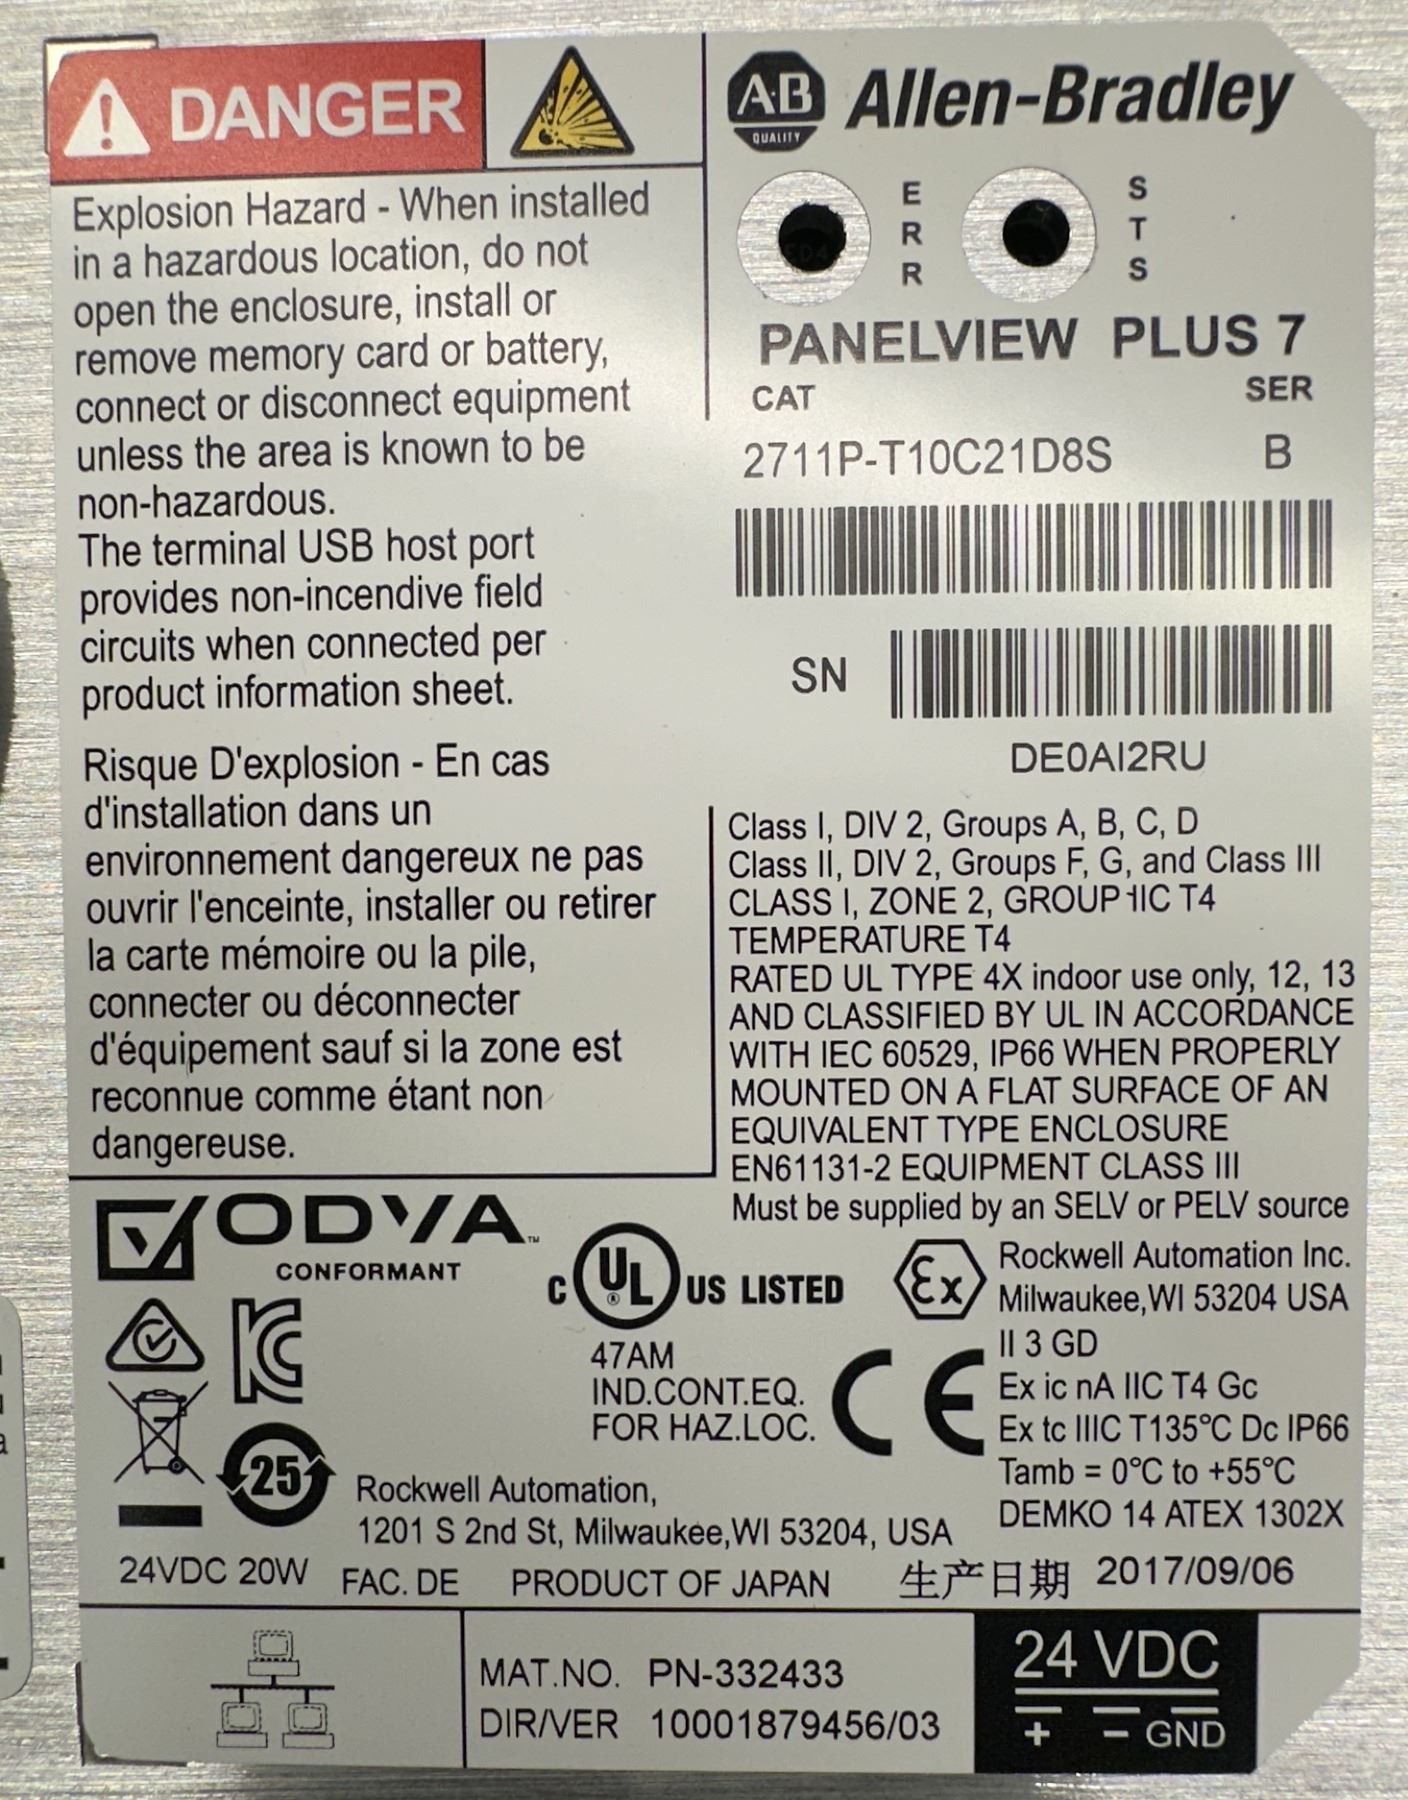 DANGER
Explosion Hazard - When installed
in a hazardous location, do not
open the enclosure, install or
remove memory card or battery,
connect or disconnect equipment
unless the area is known to be
non-hazardous.
The terminal USB host port
provides non-incendive field
circuits when connected per
product information sheet.
Risque D'explosion - En cas
d'installation dans un
environnement dangereux ne pas
ouvrir l'enceinte, installer ou retirer
la carte mémoire ou la pile,
connecter ou déconnecter
d'équipement sauf si la zone est
reconnue comme étant non
dangereuse.
A·B
QUALITY
Allen-Bradley
ERR
STS
PANELVIEW PLUS 7
CAT SER
2711P-T10C21D8S B
SN
DE0AI2RU
Class I, DIV 2, Groups A, B, C, D
Class II, DIV 2, Groups F, G, and Class III
CLASS I, ZONE 2, GROUP IIC T4
TEMPERATURE T4
RATED UL TYPE 4X indoor use only, 12, 13
AND CLASSIFIED BY UL IN ACCORDANCE
WITH IEC 60529, IP66 WHEN PROPERLY
MOUNTED ON A FLAT SURFACE OF AN
EQUIVALENT TYPE ENCLOSURE
EN61131-2 EQUIPMENT CLASS III
Must be supplied by an SELV or PELV source
ODVA™
CONFORMANT
C UL ® US LISTED
47AM
IND.CONT.EQ.
FOR HAZ.LOC.
CE
Ex
Rockwell Automation Inc.
Milwaukee,WI 53204 USA
II 3 GD
Ex ic nA IIC T4 Gc
Ex tc IIIC T135°C Dc IP66
Tamb = 0°C to +55°C
DEMKO 14 ATEX 1302X
25
Rockwell Automation,
1201 S 2nd St, Milwaukee,WI 53204, USA
24VDC 20W
FAC. DE PRODUCT OF JAPAN 生产日期 2017/09/06
MAT.NO. PN-332433
DIR/VER 10001879456/03
24 VDC
+ − GND